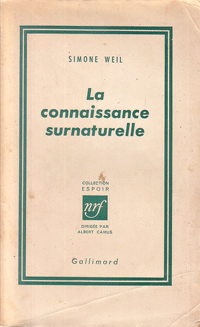 SIMONE WEIL
La
connaissance
surnaturelle
COLLECTION
ESPOIR
nrf
DIRIGÉE PAR
ALBERT CAMUS
Gallimard